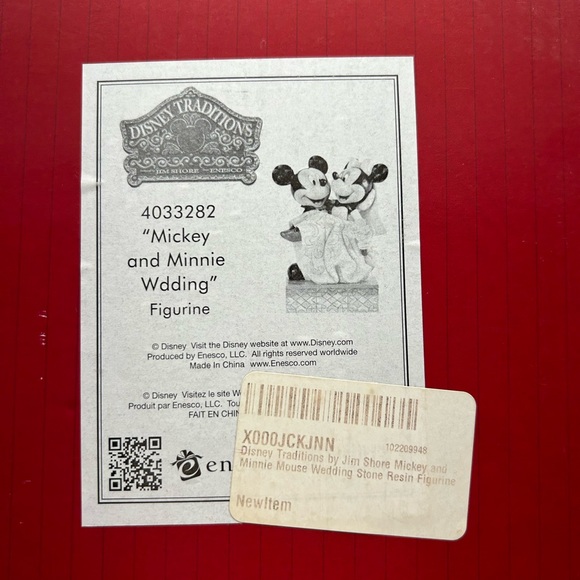 DISNEY TRADITIONS
JIM SHORE ENESCO
4033282
“Mickey
and Minnie
Wdding”
Figurine
© Disney Visit the Disney website at www.Disney.com
Produced by Enesco, LLC. All rights reserved worldwide
Made In China www.Enesco.com
© Disney Visitez le site
Produit par Enesco, LLC.
FAIT EN
en
X000JCKJNN 102209948
Disney Traditions by Jim Shore Mickey and
Minnie Mouse Wedding Stone Resin Figurine
NewItem